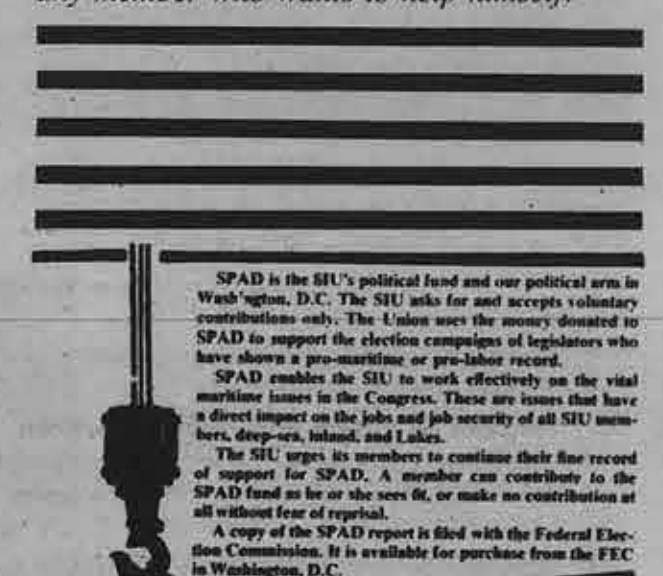 any member who wants to help himself.
SPAD is the SIU's political fund and our political arm in
Wash'ngton, D.C. The SIU asks for and accepts voluntary
contributions only. The Union uses the money donated to
SPAD to support the election campaigns of legislators who
have shown a pro-maritime or pro-labor record.
SPAD enables the SIU to work effectively on the vital
maritime issues in the Congress. These are issues that have
a direct impact on the jobs and job security of all SIU mem-
bers, deep-sea, inland, and Lakes.
The SIU urges its members to continue their fine record
of support for SPAD. A member can contribute to the
SPAD fund as he or she sees fit, or make no contribution at
all without fear of reprisal.
A copy of the SPAD report is filed with the Federal Elec-
tion Commission. It is available for purchase from the FEC
in Washington, D.C.